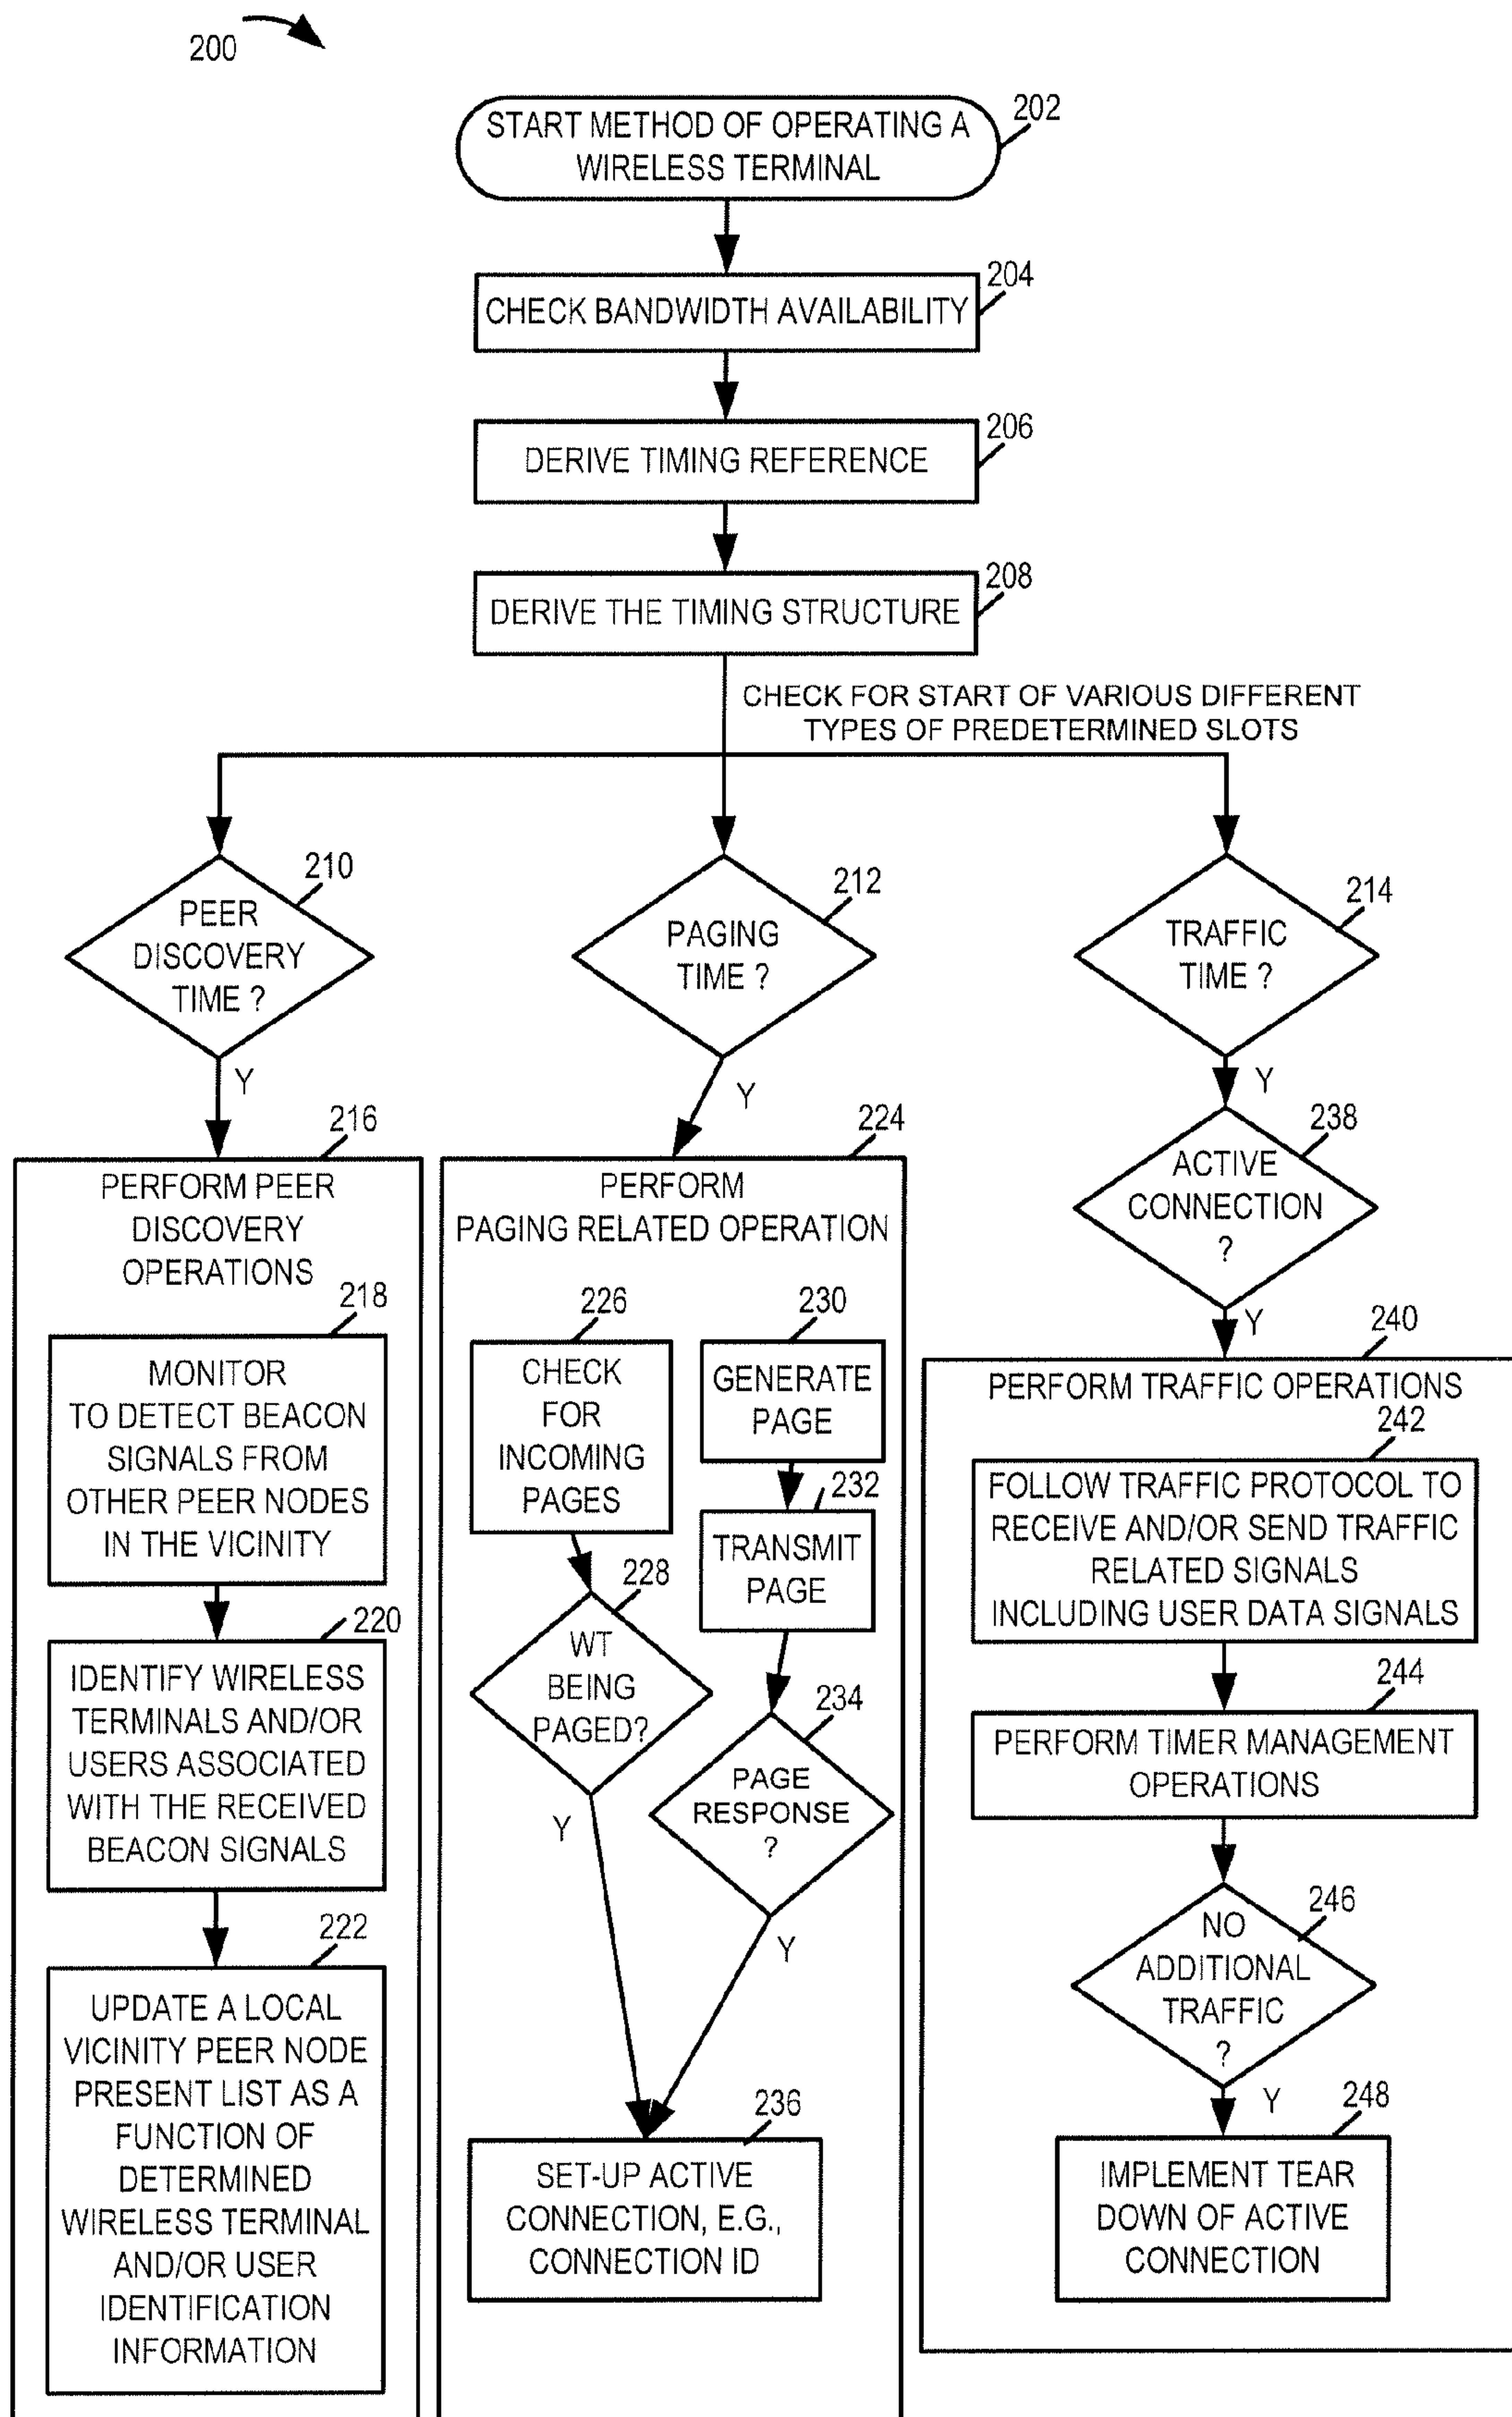 200
START METHOD OF OPERATING A
WIRELESS TERMINAL
202
CHECK BANDWIDTH AVAILABILITY
204
DERIVE TIMING REFERENCE
206
DERIVE THE TIMING STRUCTURE
208
CHECK FOR START OF VARIOUS DIFFERENT
TYPES OF PREDETERMINED SLOTS
PEER
DISCOVERY
TIME ?
210
Y
PAGING
TIME ?
212
Y
TRAFFIC
TIME ?
214
Y
216
PERFORM PEER
DISCOVERY
OPERATIONS
218
MONITOR
TO DETECT BEACON
SIGNALS FROM
OTHER PEER NODES
IN THE VICINITY
220
IDENTIFY WIRELESS
TERMINALS AND/OR
USERS ASSOCIATED
WITH THE RECEIVED
BEACON SIGNALS
222
UPDATE A LOCAL
VICINITY PEER NODE
PRESENT LIST AS A
FUNCTION OF
DETERMINED
WIRELESS TERMINAL
AND/OR USER
IDENTIFICATION
INFORMATION
224
PERFORM
PAGING RELATED OPERATION
226
CHECK
FOR
INCOMING
PAGES
228
WT
BEING
PAGED?
Y
230
GENERATE
PAGE
232
TRANSMIT
PAGE
234
PAGE
RESPONSE
?
Y
236
SET-UP ACTIVE
CONNECTION, E.G.,
CONNECTION ID
238
ACTIVE
CONNECTION
?
Y
240
PERFORM TRAFFIC OPERATIONS
242
FOLLOW TRAFFIC PROTOCOL TO
RECEIVE AND/OR SEND TRAFFIC
RELATED SIGNALS
INCLUDING USER DATA SIGNALS
244
PERFORM TIMER MANAGEMENT
OPERATIONS
246
NO
ADDITIONAL
TRAFFIC
?
Y
248
IMPLEMENT TEAR
DOWN OF ACTIVE
CONNECTION